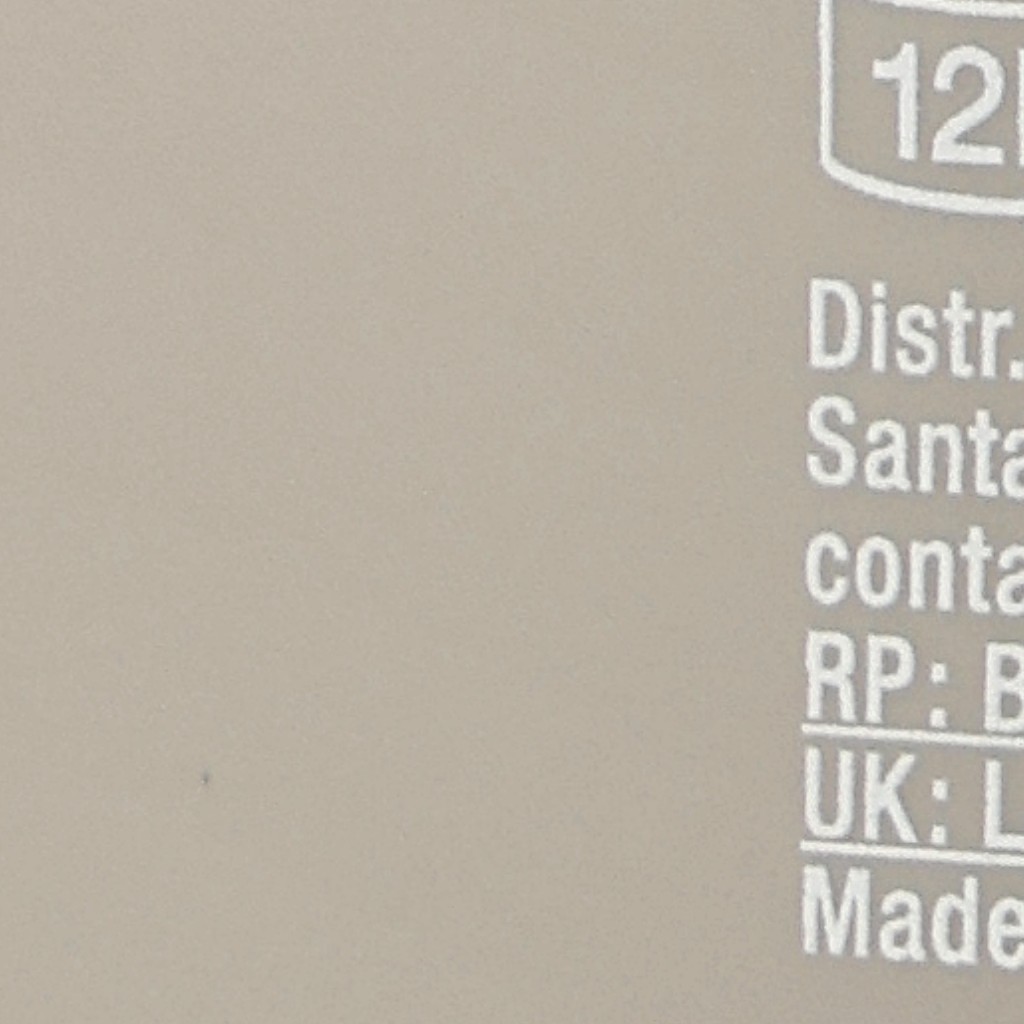 12
Distr.
Santa
conta
RP: B
UK: L
Made